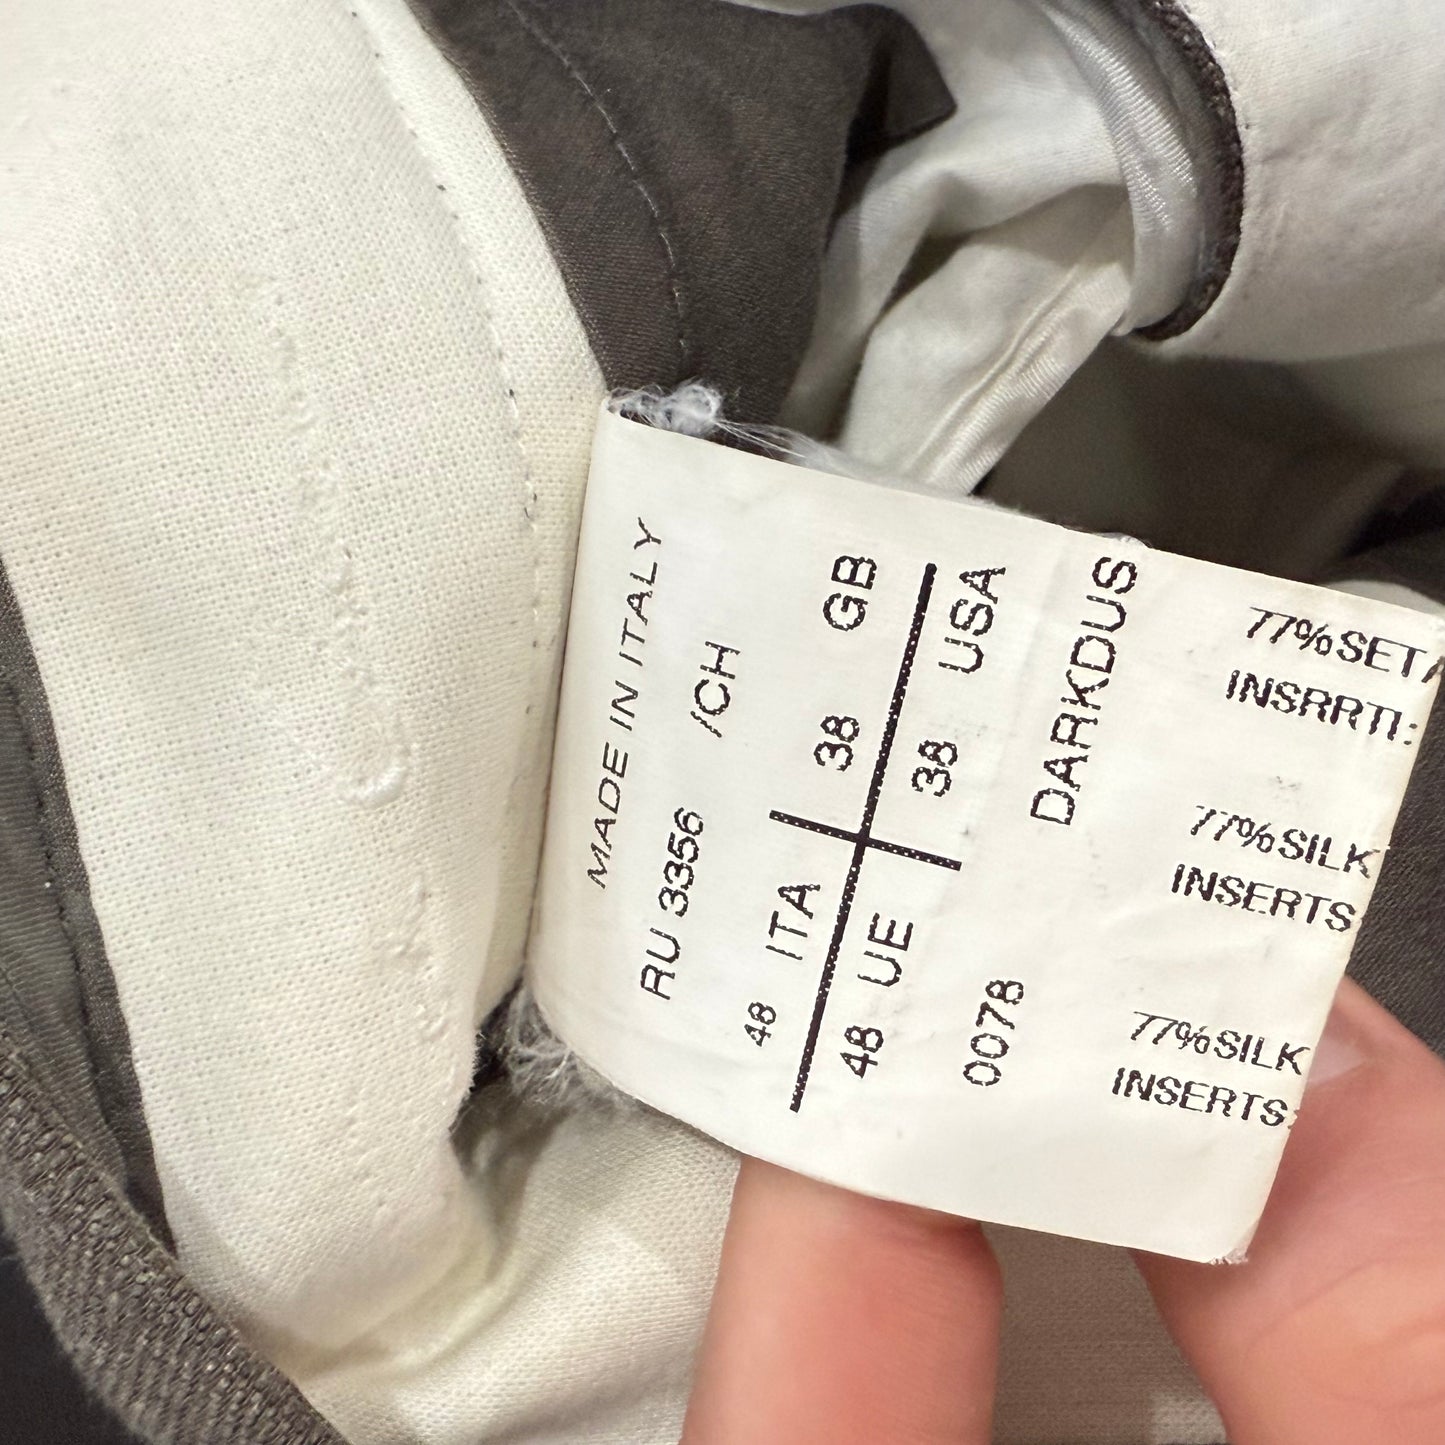 MADE IN ITALY
RU 3356 /CH
48 ITA 38 GB
48 UE 38 USA
0078 DARKDUS
77%SETA
INSRRTI:
77%SILK
INSERTS
77%SILK
INSERTS: